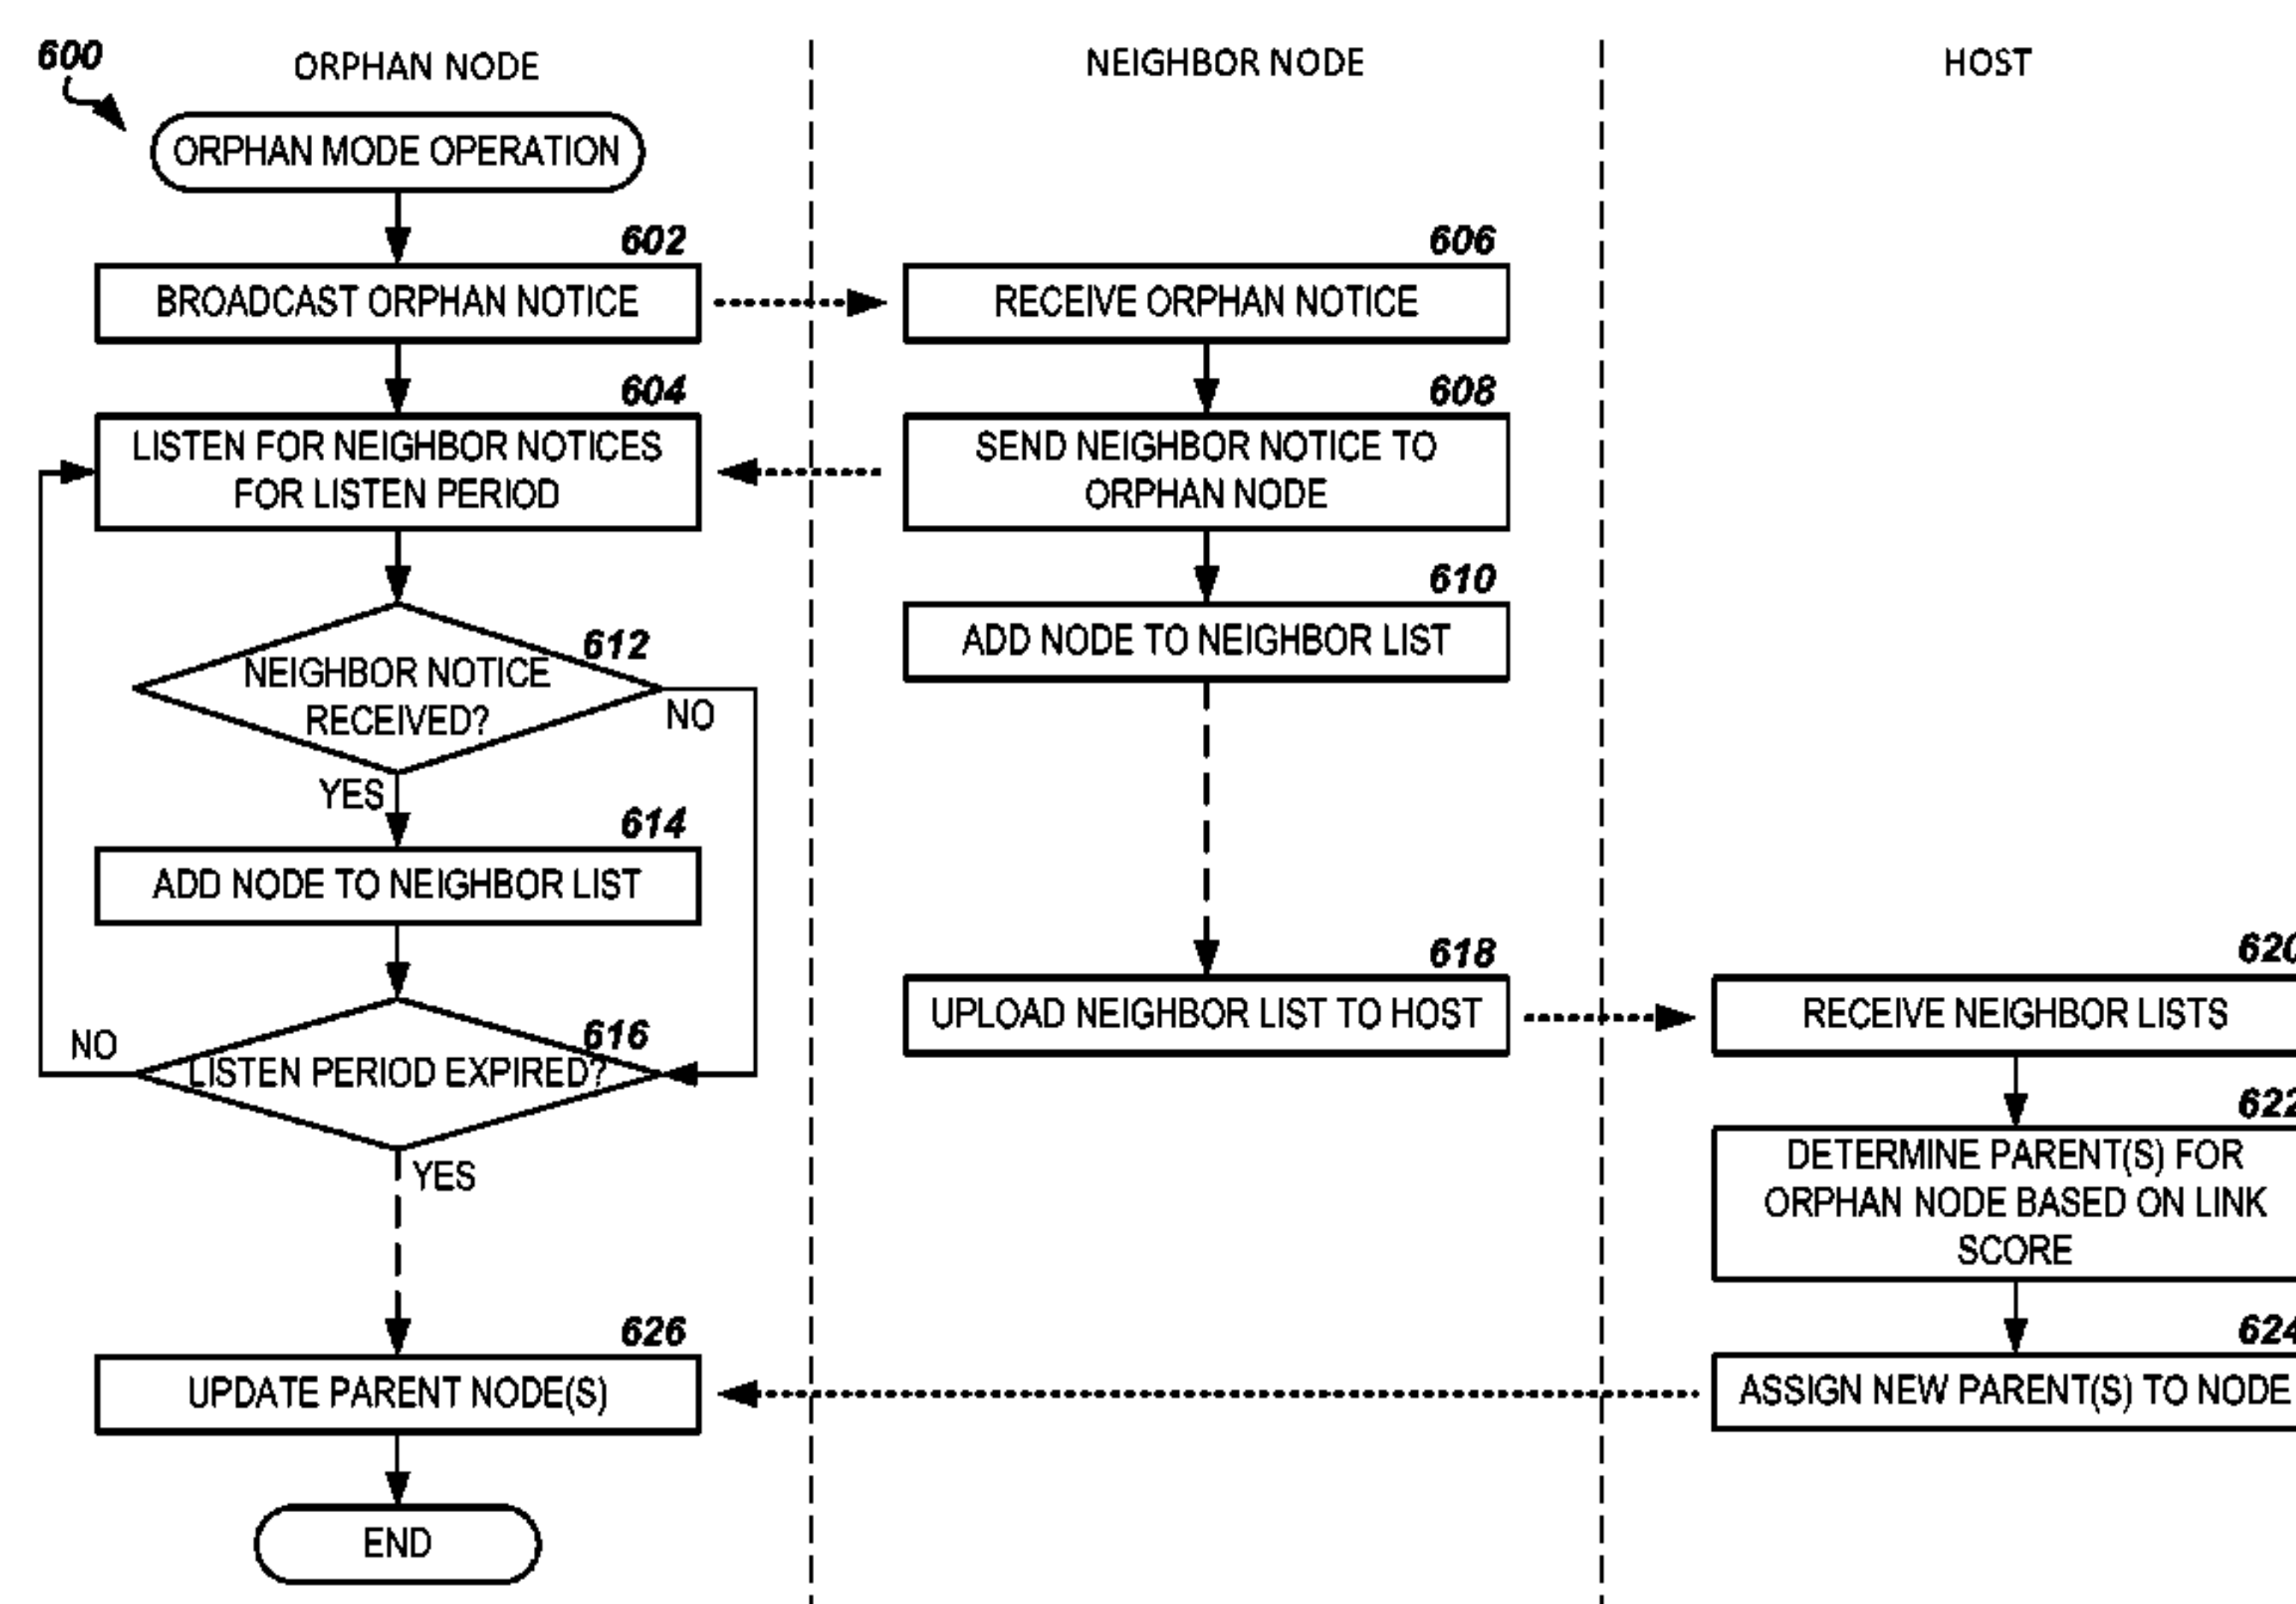 600
ORPHAN NODE
NEIGHBOR NODE
HOST
ORPHAN MODE OPERATION
602
BROADCAST ORPHAN NOTICE
606
RECEIVE ORPHAN NOTICE
604
LISTEN FOR NEIGHBOR NOTICES
FOR LISTEN PERIOD
608
SEND NEIGHBOR NOTICE TO
ORPHAN NODE
610
ADD NODE TO NEIGHBOR LIST
612
NEIGHBOR NOTICE
RECEIVED?
NO
YES
614
ADD NODE TO NEIGHBOR LIST
616
LISTEN PERIOD EXPIRED?
NO
YES
618
UPLOAD NEIGHBOR LIST TO HOST
620
RECEIVE NEIGHBOR LISTS
622
DETERMINE PARENT(S) FOR
ORPHAN NODE BASED ON LINK
SCORE
624
ASSIGN NEW PARENT(S) TO NODE
626
UPDATE PARENT NODE(S)
END